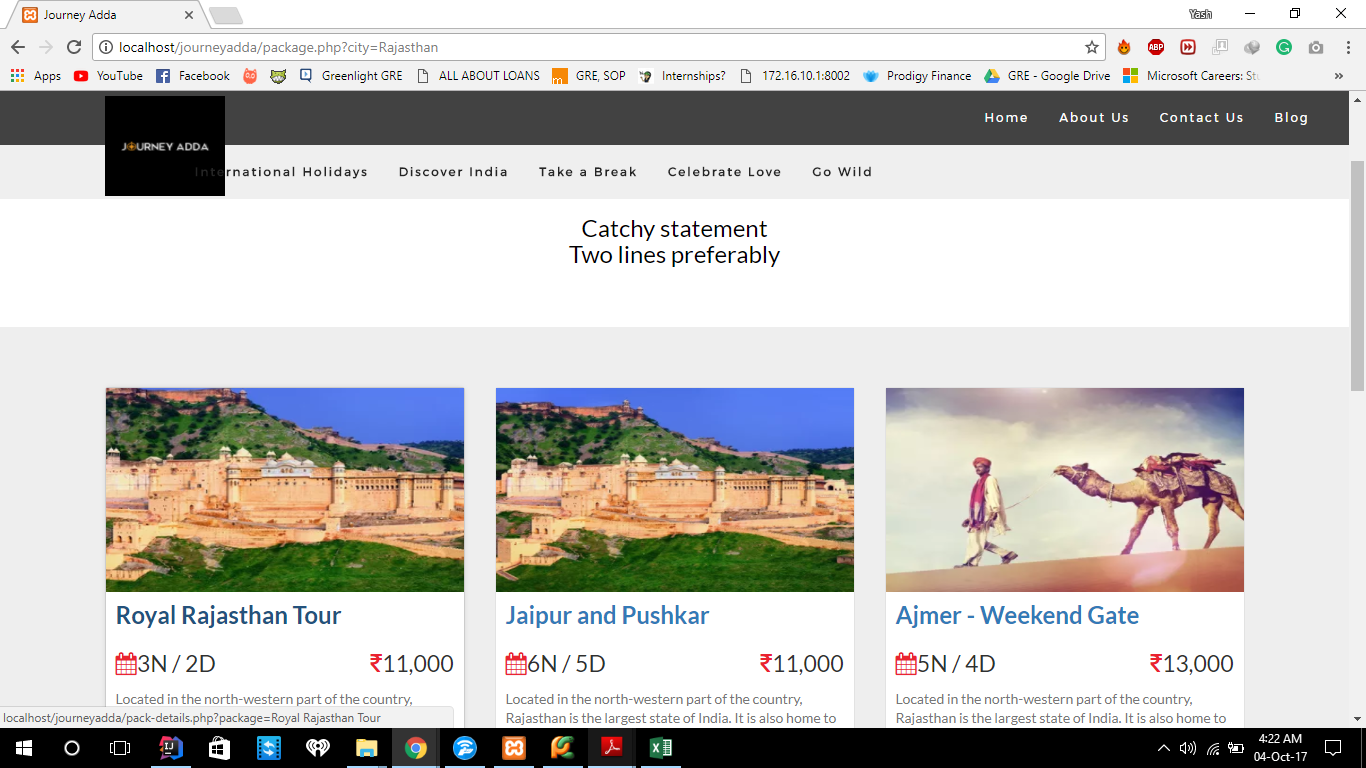 Journey Adda
Yash
localhost/journeyadda/package.php?city=Rajasthan
ABP
Apps YouTube Facebook Greenlight GRE ALL ABOUT LOANS GRE, SOP Internships? 172.16.10.1:8002 Prodigy Finance GRE - Google Drive Microsoft Careers: Stu
JOURNEY ADDA
Home About Us Contact Us Blog
International Holidays Discover India Take a Break Celebrate Love Go Wild
Catchy statement
Two lines preferably
Royal Rajasthan Tour
3N / 2D ₹11,000
Located in the north-western part of the country,
Jaipur and Pushkar
6N / 5D ₹11,000
Located in the north-western part of the country,
Rajasthan is the largest state of India. It is also home to
Ajmer - Weekend Gate
5N / 4D ₹13,000
Located in the north-western part of the country,
Rajasthan is the largest state of India. It is also home to
localhost/journeyadda/pack-details.php?package=Royal Rajasthan Tour
4:22 AM
04-Oct-17